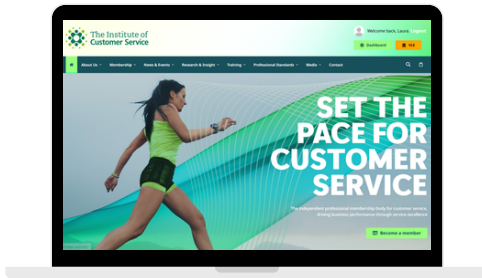 The Institute of
Customer Service
Welcome back, Laura Logout
Dashboard
VLE
About Us
Membership
News & Events
Research & Insight
Training
Professional Standards
Media
Contact
SET THE
PACE FOR
CUSTOMER
SERVICE
The independent professional membership body for customer service,
driving business performance through service excellence
Become a member